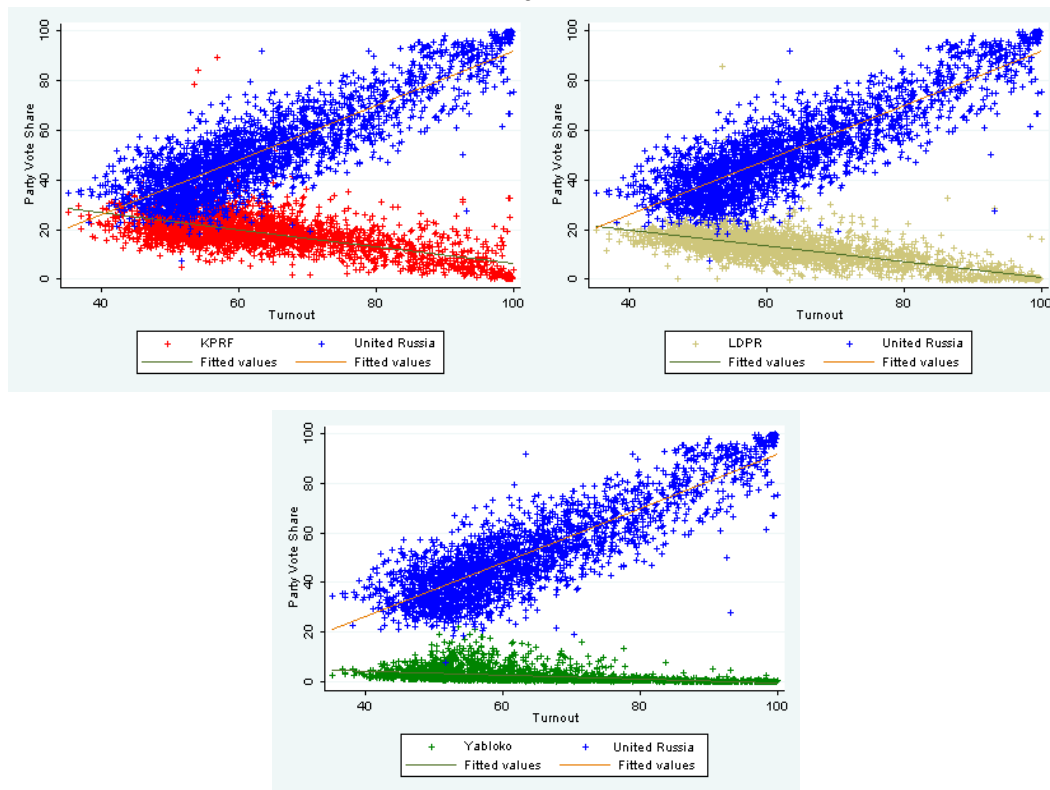 Party Vote Share
100
80
60
40
20
0
40 60 80 100
Turnout
KPRF United Russia
Fitted values Fitted values
Party Vote Share
100
80
60
40
20
0
40 60 80 100
Turnout
LDPR United Russia
Fitted values Fitted values
Party Vote Share
100
80
60
40
20
0
40 60 80 100
Turnout
Yabloko United Russia
Fitted values Fitted values